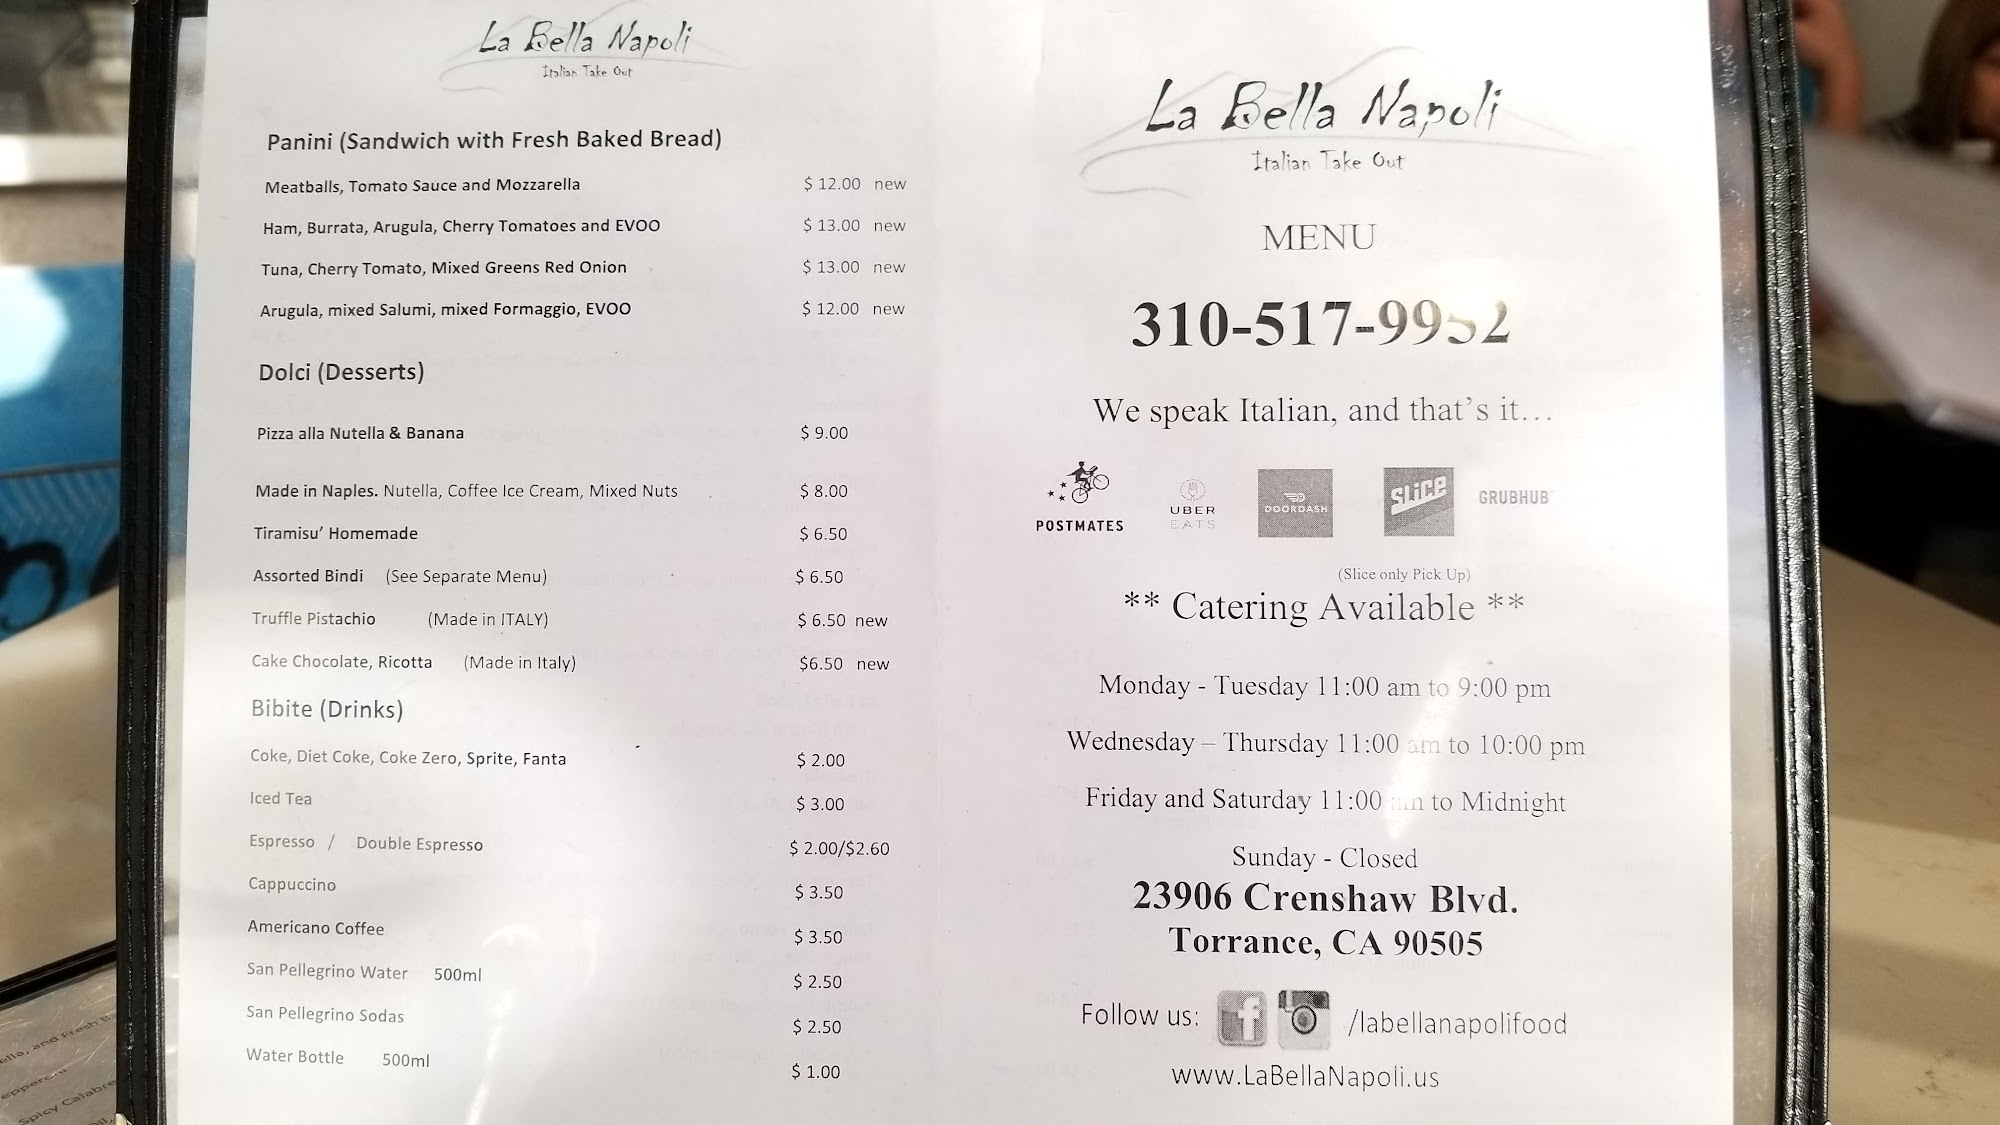 La Bella Napoli
Italian Take Out
Panini (Sandwich with Fresh Baked Bread)
Meatballs, Tomato Sauce and Mozzarella $ 12.00 new
Ham, Burrata, Arugula, Cherry Tomatoes and EVOO $ 13.00 new
Tuna, Cherry Tomato, Mixed Greens Red Onion $ 13.00 new
Arugula, mixed Salumi, mixed Formaggio, EVOO $ 12.00 new
Dolci (Desserts)
Pizza alla Nutella & Banana $ 9.00
Made in Naples. Nutella, Coffee Ice Cream, Mixed Nuts $ 8.00
Tiramisu’ Homemade $ 6.50
Assorted Bindi (See Separate Menu) $ 6.50
Truffle Pistachio (Made in ITALY) $ 6.50 new
Cake Chocolate, Ricotta (Made in Italy) $6.50 new
Bibite (Drinks)
Coke, Diet Coke, Coke Zero, Sprite, Fanta $ 2.00
Iced Tea $ 3.00
Espresso / Double Espresso $ 2.00/$2.60
Cappuccino $ 3.50
Americano Coffee $ 3.50
San Pellegrino Water 500ml $ 2.50
San Pellegrino Sodas $ 2.50
Water Bottle 500ml $ 1.00
La Bella Napoli
Italian Take Out
MENU
310-517-9952
We speak Italian, and that’s it…
POSTMATES
UBER
EATS
DOORDASH
SLICE
GRUBHUB
(Slice only Pick Up)
** Catering Available **
Monday - Tuesday 11:00 am to 9:00 pm
Wednesday – Thursday 11:00 am to 10:00 pm
Friday and Saturday 11:00 am to Midnight
Sunday - Closed
23906 Crenshaw Blvd.
Torrance, CA 90505
Follow us: /labellanapolifood
www.LaBellaNapoli.us